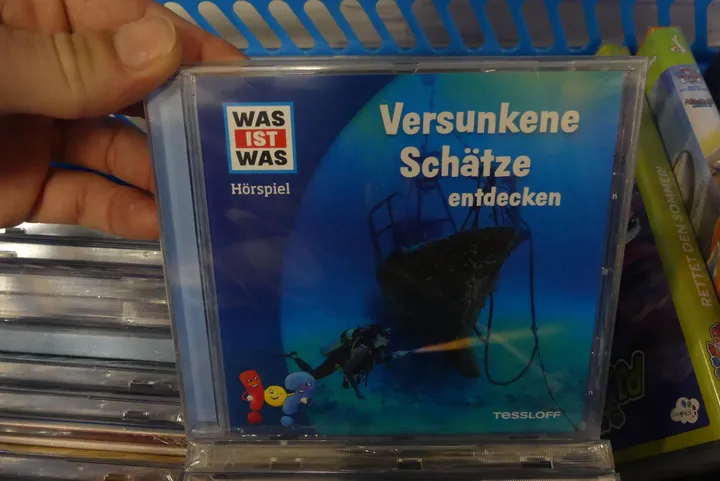 WAS
IST
WAS
Hörspiel
Versunkene
Schätze
entdecken
TESSLOFF
RETTET DEN SOMMER!